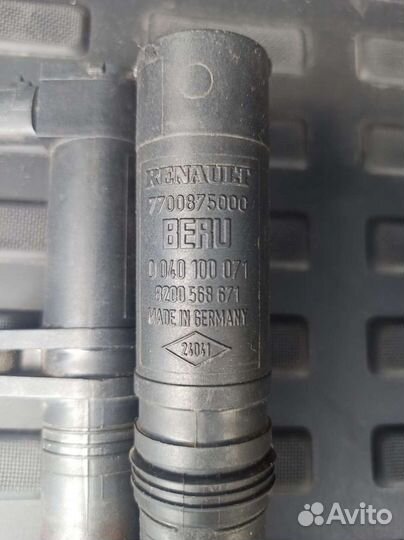 RENAULT
7700875000
BERU
0 040 100 071
8200 568 671
MADE IN GERMANY
24041
Avito